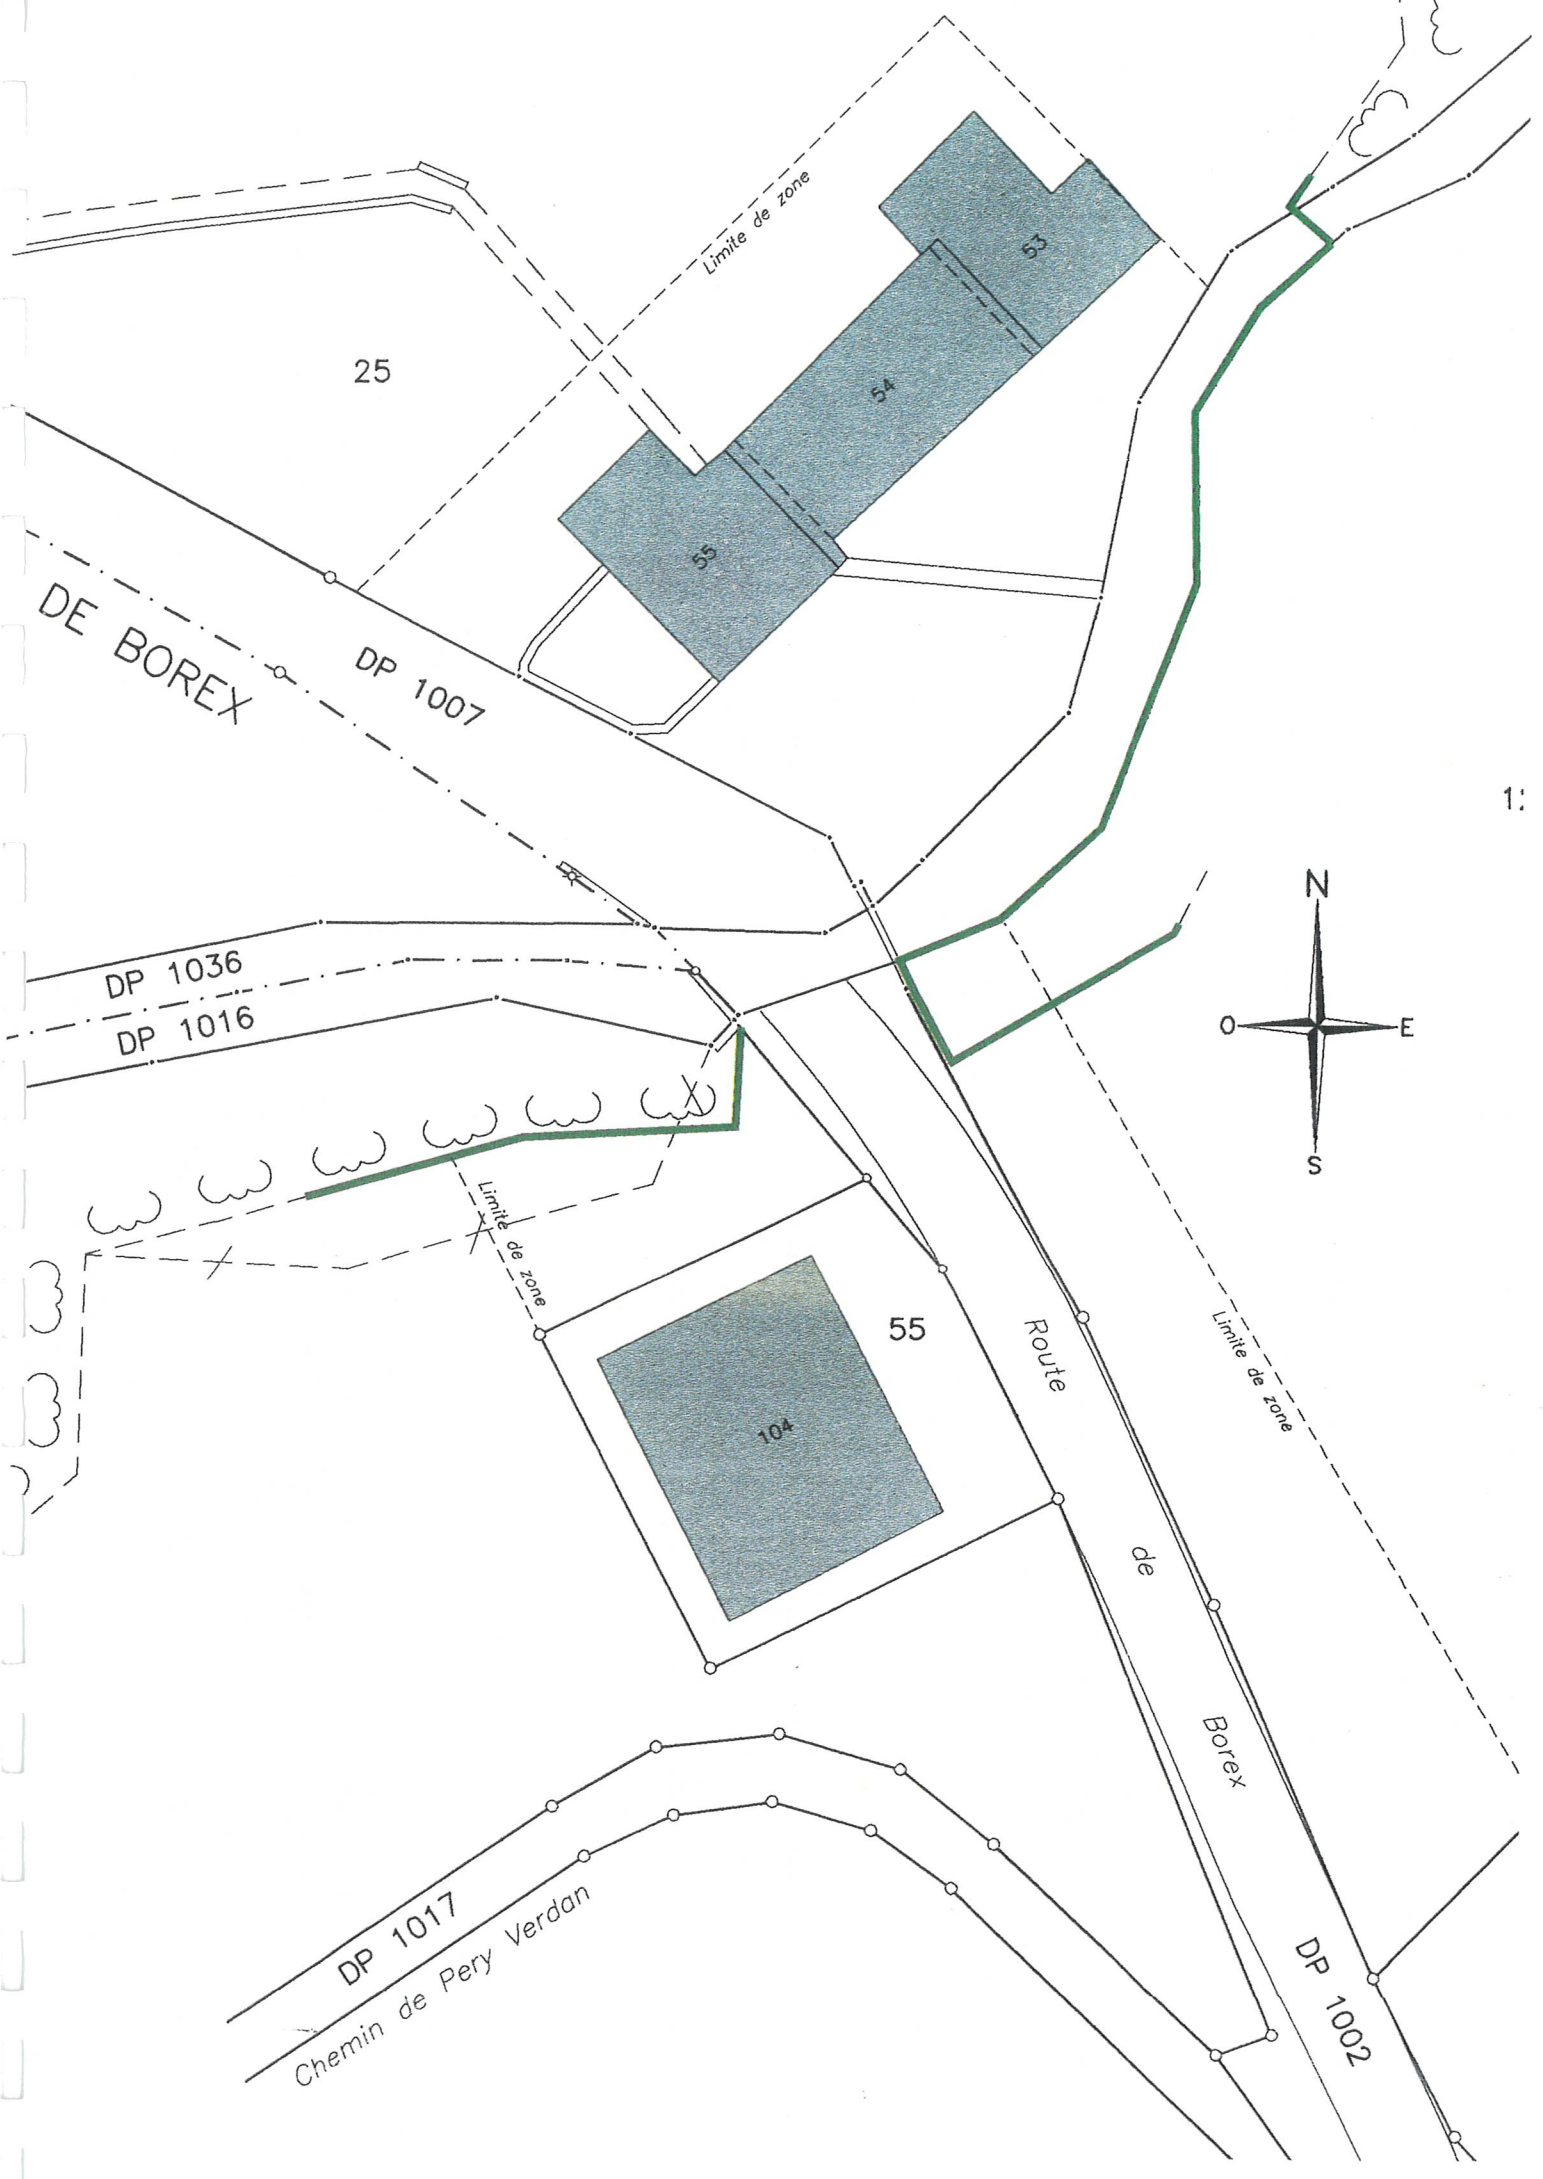 Limite de zone
53
25
54
55
DE BOREX
DP 1007
N
DP 1036
DP 1016
O
E
S
Limite de zone
55
Route
Limite de zone
104
de
Borex
DP 1017
Chemin de Pery Verdan
DP 1002